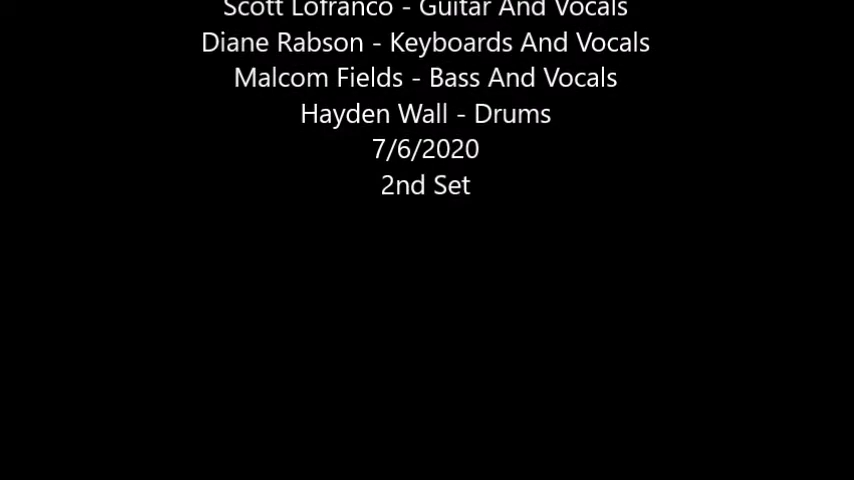 Scott Lofranco - Guitar And Vocals
Diane Rabson - Keyboards And Vocals
Malcom Fields - Bass And Vocals
Hayden Wall - Drums
7/6/2020
2nd Set